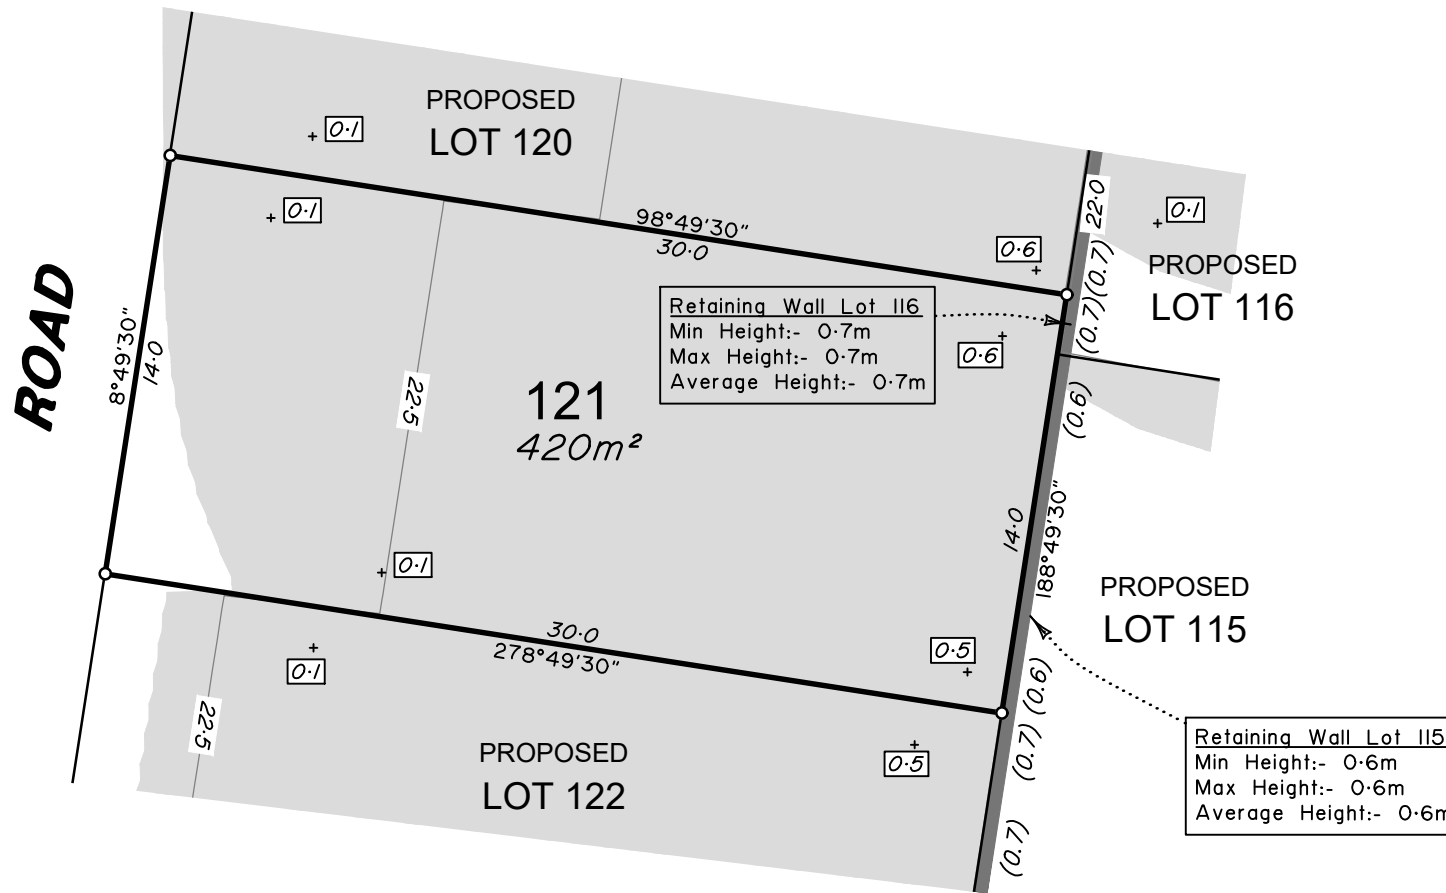 PROPOSED
LOT 120
0·1
0·1
98°49'30"
30·0
0·6
22·0
0·1
PROPOSED
LOT 116
(0.7)
(0.7)
Retaining Wall Lot 116
Min Height:- 0·7m
Max Height:- 0·7m
Average Height:- 0·7m
0·6
ROAD
8°49'30"
14·0
22·5
121
420m²
(0.6)
14·0
188°49'30"
0·1
PROPOSED
LOT 115
30·0
278°49'30"
0·5
(0.6)
0·1
22·5
PROPOSED
LOT 122
0·5
(0.7)
(0.7)
Retaining Wall Lot 115
Min Height:- 0·6m
Max Height:- 0·6m
Average Height:- 0·6m